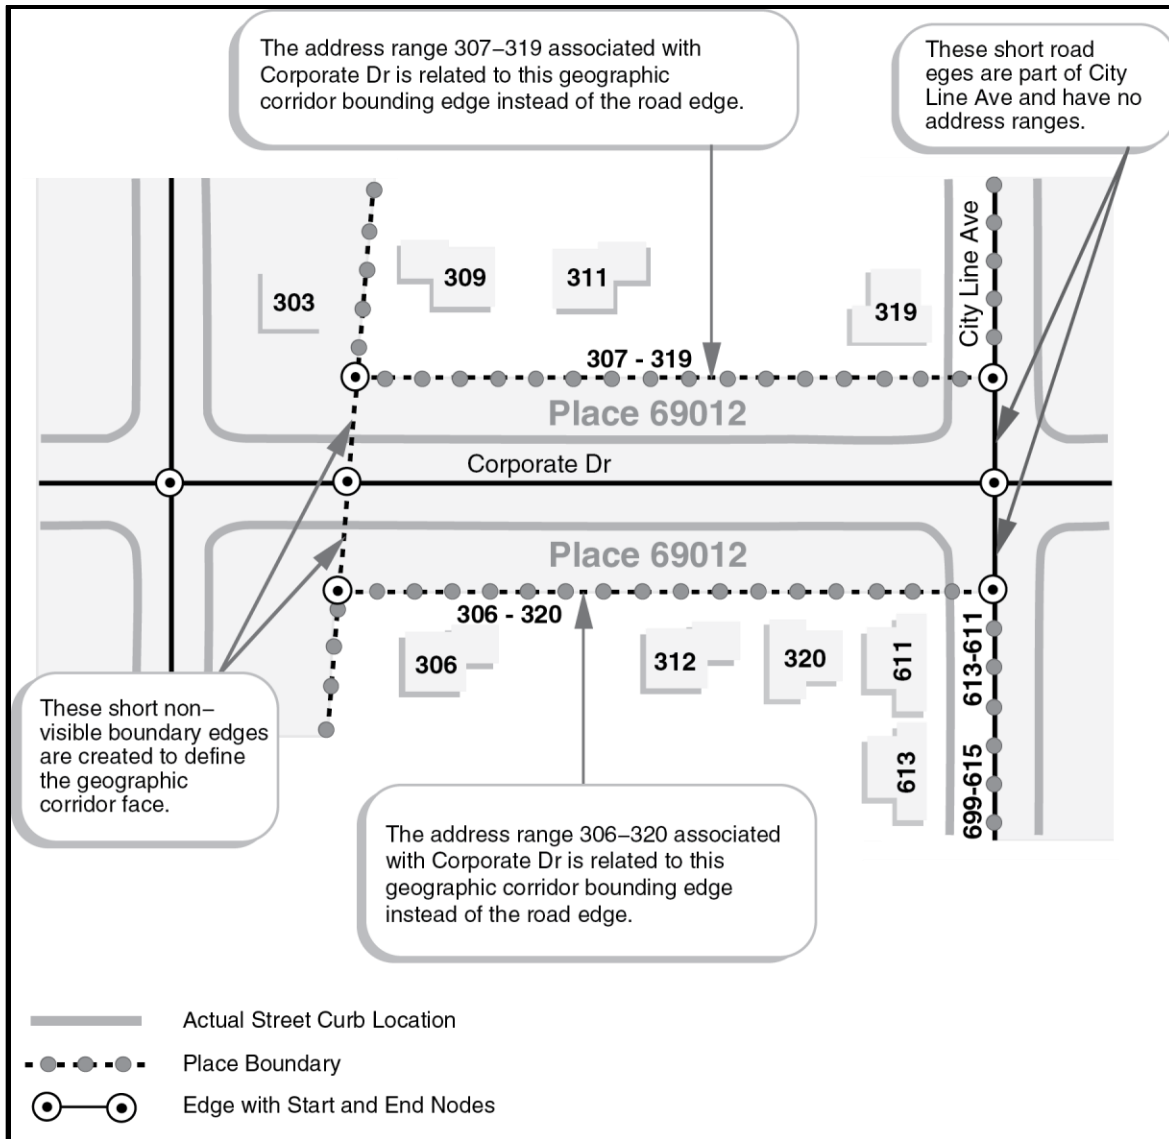 The address range 307–319 associated with
Corporate Dr is related to this geographic
corridor bounding edge instead of the road edge.
These short road
eges are part of City
Line Ave and have no
address ranges.
City Line Ave
303
309
311
319
307 - 319
Place 69012
Corporate Dr
Place 69012
306 - 320
306
312
320
611
613
613-611
699-615
These short non–
visible boundary edges
are created to define
the geographic
corridor face.
The address range 306–320 associated
with Corporate Dr is related to this
geographic corridor bounding edge
instead of the road edge.
Actual Street Curb Location
Place Boundary
Edge with Start and End Nodes